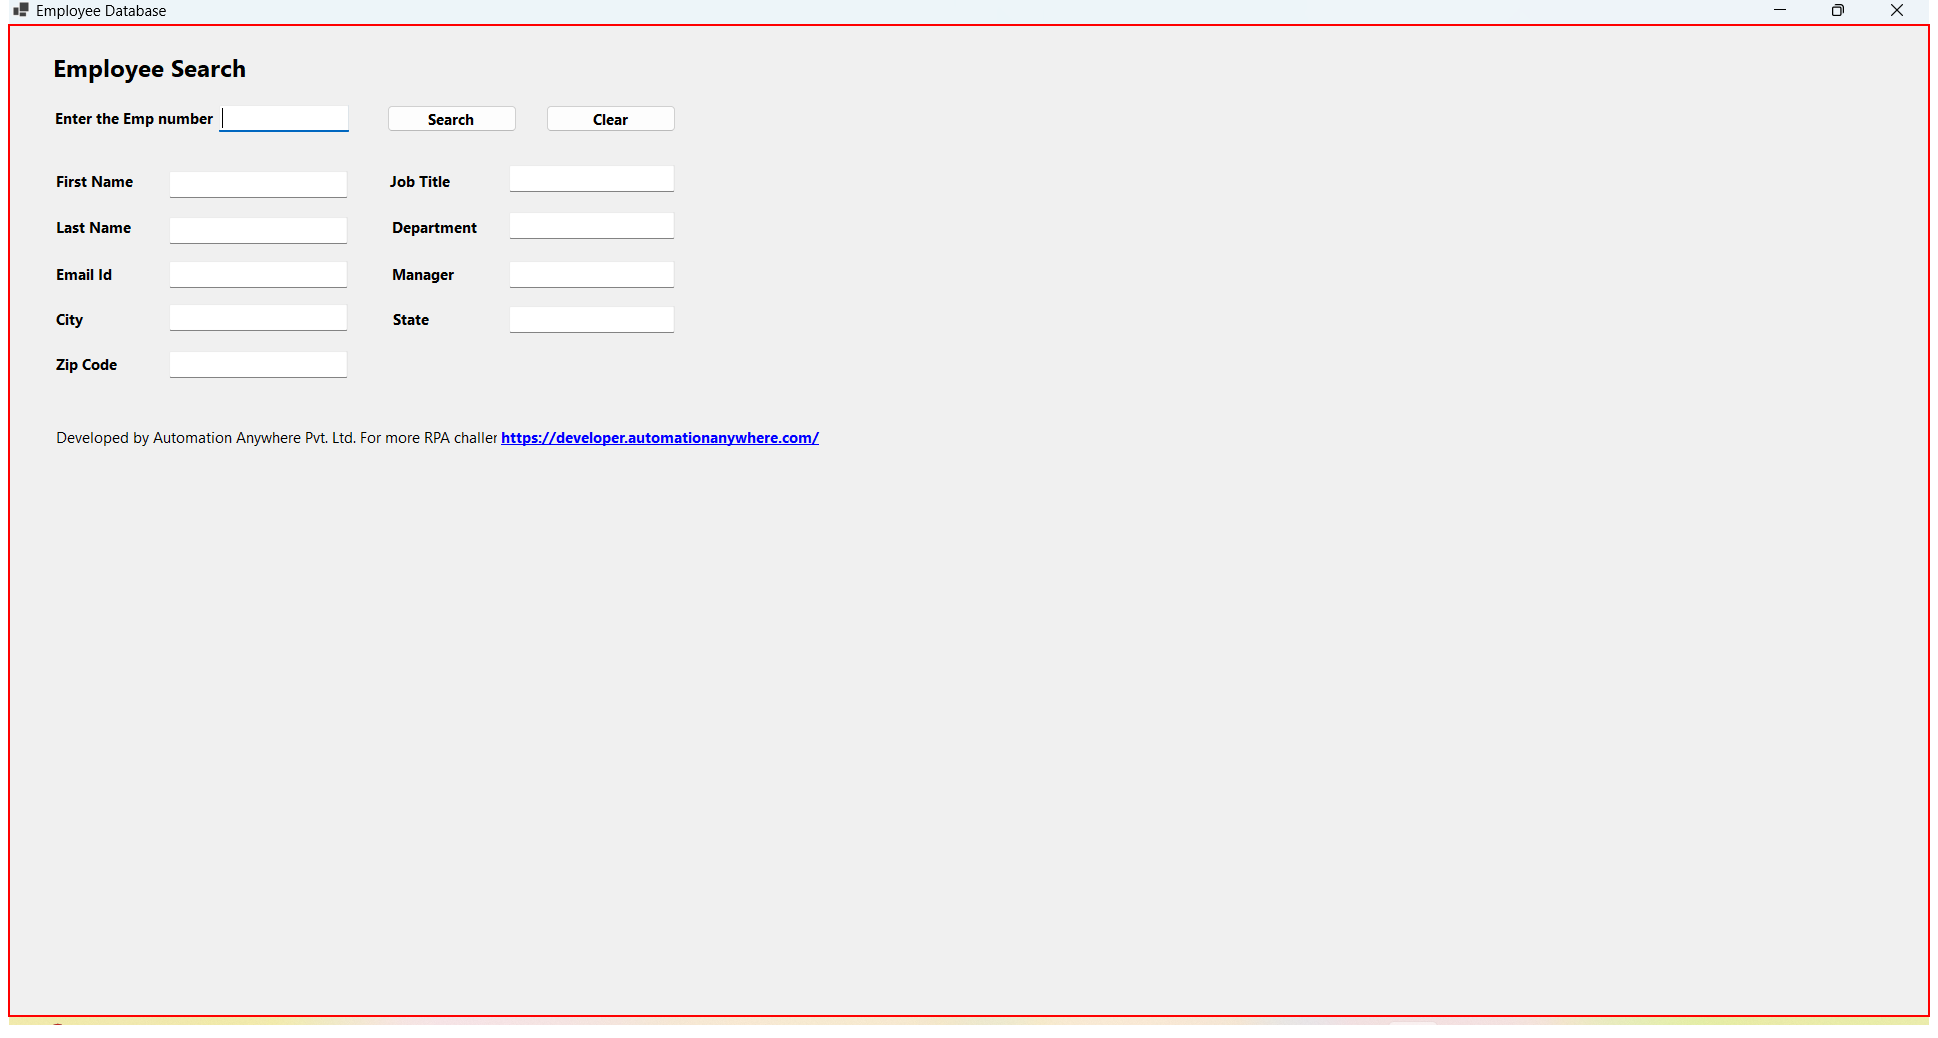 Employee Database
Employee Search
Enter the Emp number Search Clear
First Name Job Title
Last Name Department
Email Id Manager
City State
Zip Code
Developed by Automation Anywhere Pvt. Ltd. For more RPA challer https://developer.automationanywhere.com/